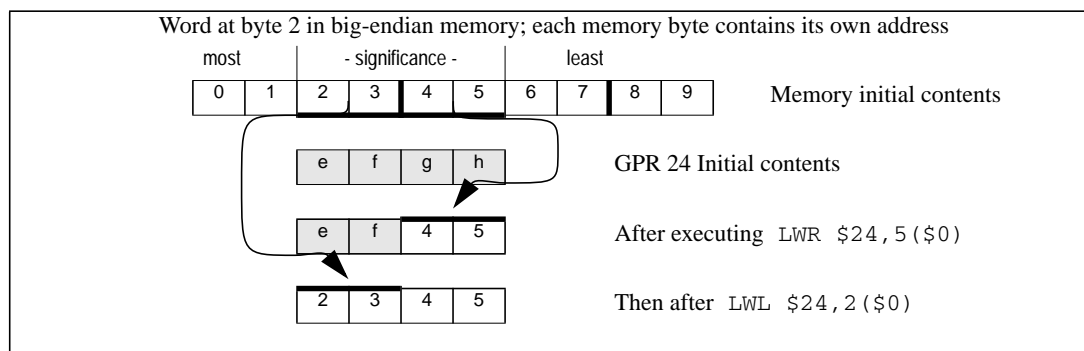 Word at byte 2 in big-endian memory; each memory byte contains its own address
most - significance - least
0 1 2 3 4 5 6 7 8 9 Memory initial contents
e f g h GPR 24 Initial contents
e f 4 5 After executing LWR $24,5($0)
2 3 4 5 Then after LWL $24,2($0)